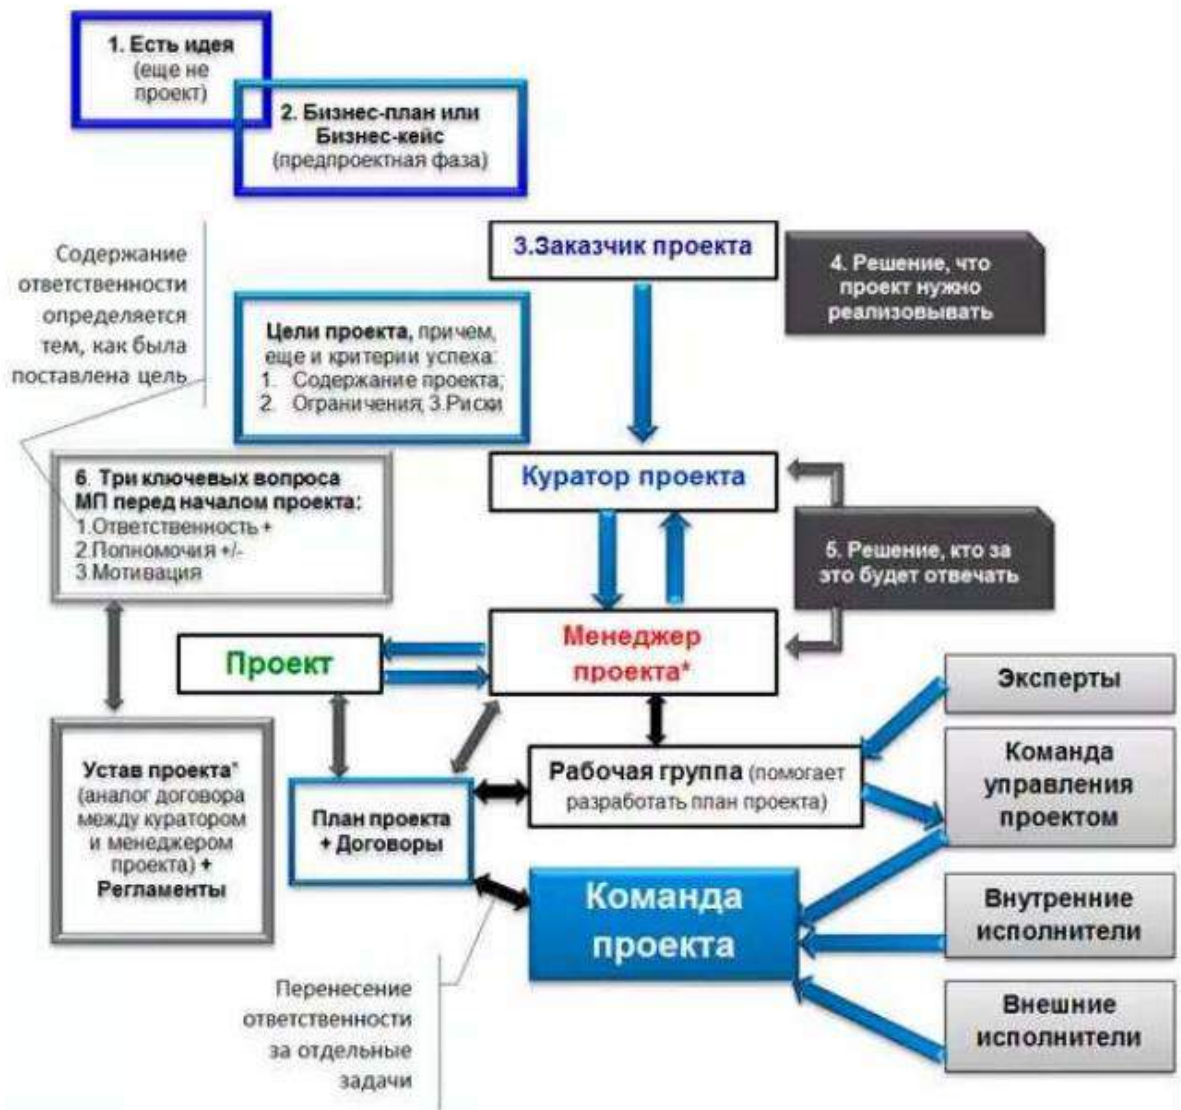 1. Есть идея
(еще не
проект)
2. Бизнес-план или
Бизнес-кейс
(предпроектная фаза)
Содержание
ответственности
определяется
тем, как была
поставлена цель
3.Заказчик проекта
4. Решение, что
проект нужно
реализовывать
Цели проекта, причем,
еще и критерии успеха:
1. Содержание проекта;
2. Ограничения; 3.Риски
6. Три ключевых вопроса
МП перед началом проекта:
1.Ответственность +
2.Полномочия +/-
3.Мотивация
Куратор проекта
5. Решение, кто за
это будет отвечать
Проект
Менеджер
проекта*
Эксперты
Устав проекта*
(аналог договора
между куратором
и менеджером
проекта) +
Регламенты
План проекта
+ Договоры
Рабочая группа (помогает
разработать план проекта)
Команда
управления
проектом
Команда
проекта
Внутренние
исполнители
Перенесение
ответственности
за отдельные
задачи
Внешние
исполнители